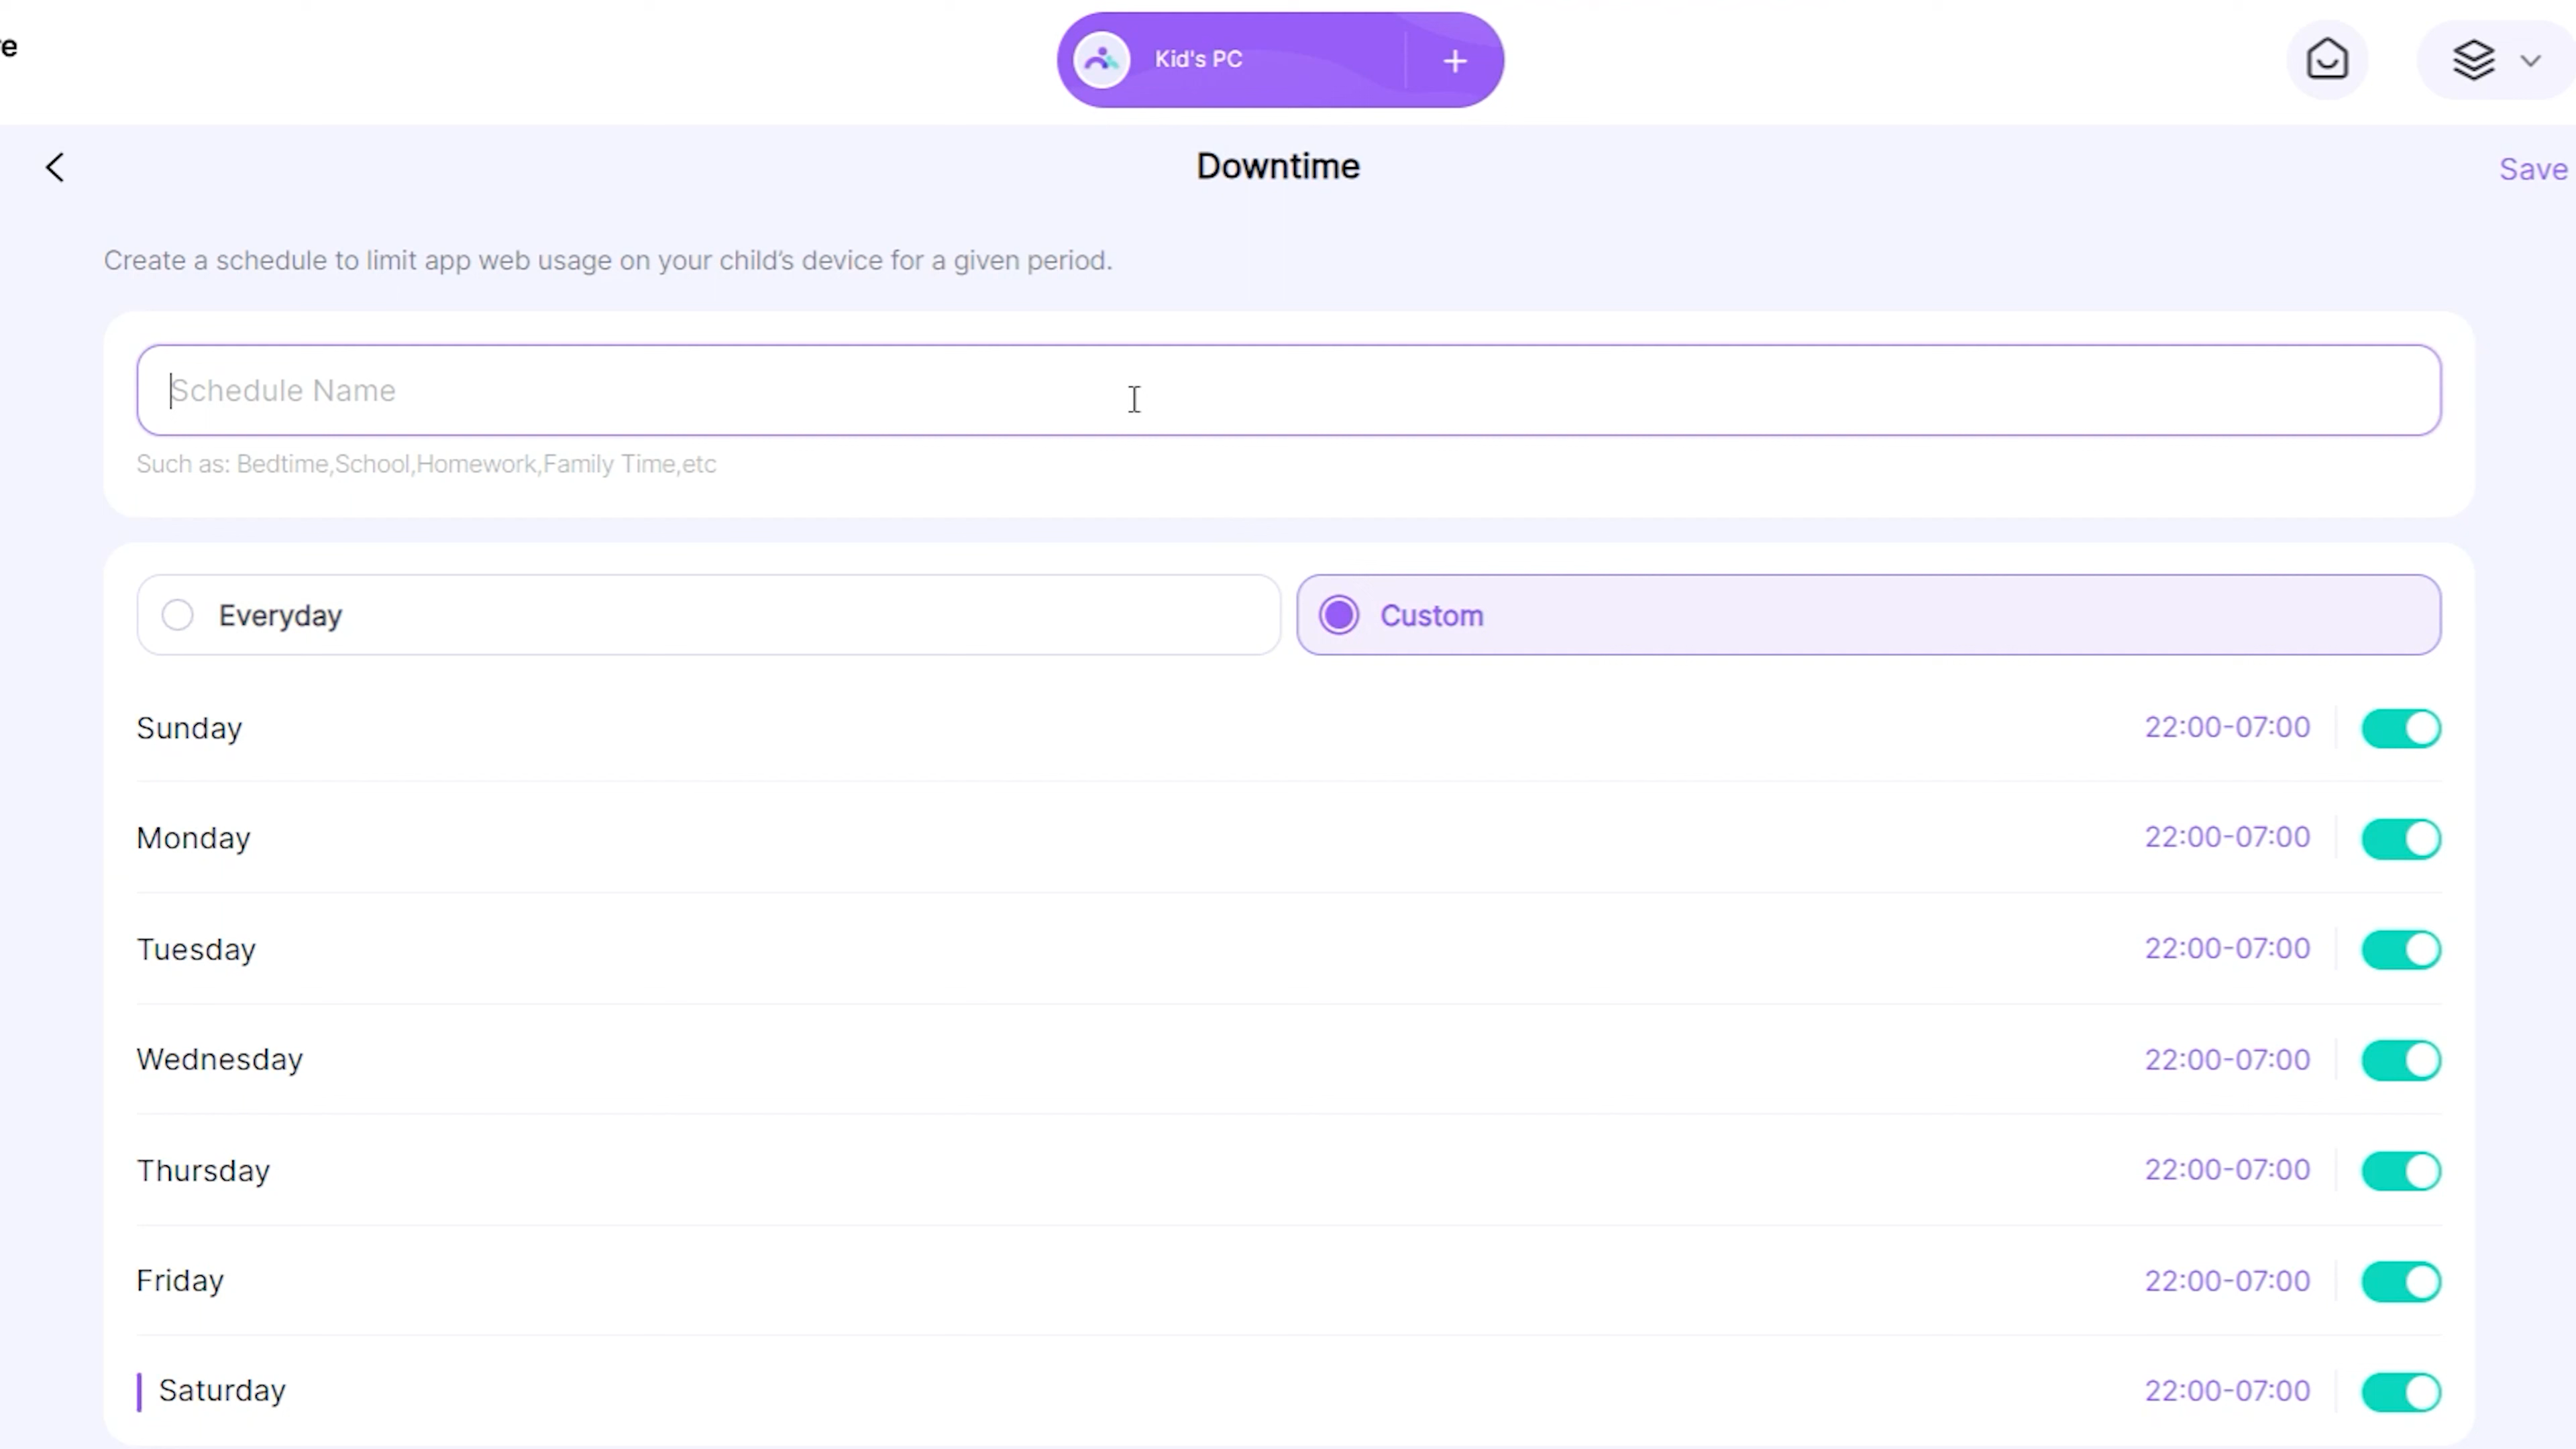 Kid's PC
Downtime
Save
Create a schedule to limit app web usage on your child's device for a given period.
Schedule Name
Such as: Bedtime,School,Homework,Family Time,etc
Everyday
Custom
Sunday 22:00-07:00
Monday 22:00-07:00
Tuesday 22:00-07:00
Wednesday 22:00-07:00
Thursday 22:00-07:00
Friday 22:00-07:00
Saturday 22:00-07:00